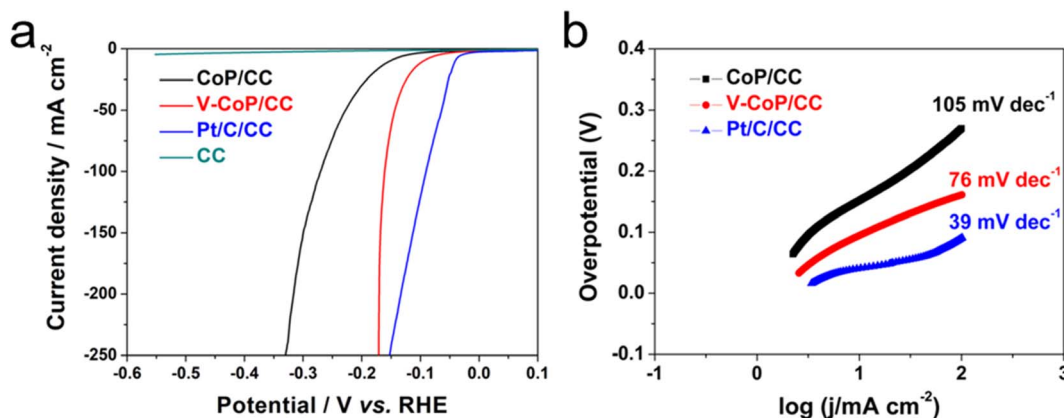 a
Current density / mA cm⁻²
0
-50
-100
-150
-200
-250
CoP/CC
V-CoP/CC
Pt/C/CC
CC
-0.6 -0.5 -0.4 -0.3 -0.2 -0.1 0.0 0.1
Potential / V vs. RHE
b
Overpotential (V)
0.4
0.3
0.2
0.1
0.0
-0.1
CoP/CC
V-CoP/CC
Pt/C/CC
105 mV dec⁻¹
76 mV dec⁻¹
39 mV dec⁻¹
-1 0 1 2 3
log (j/mA cm⁻²)